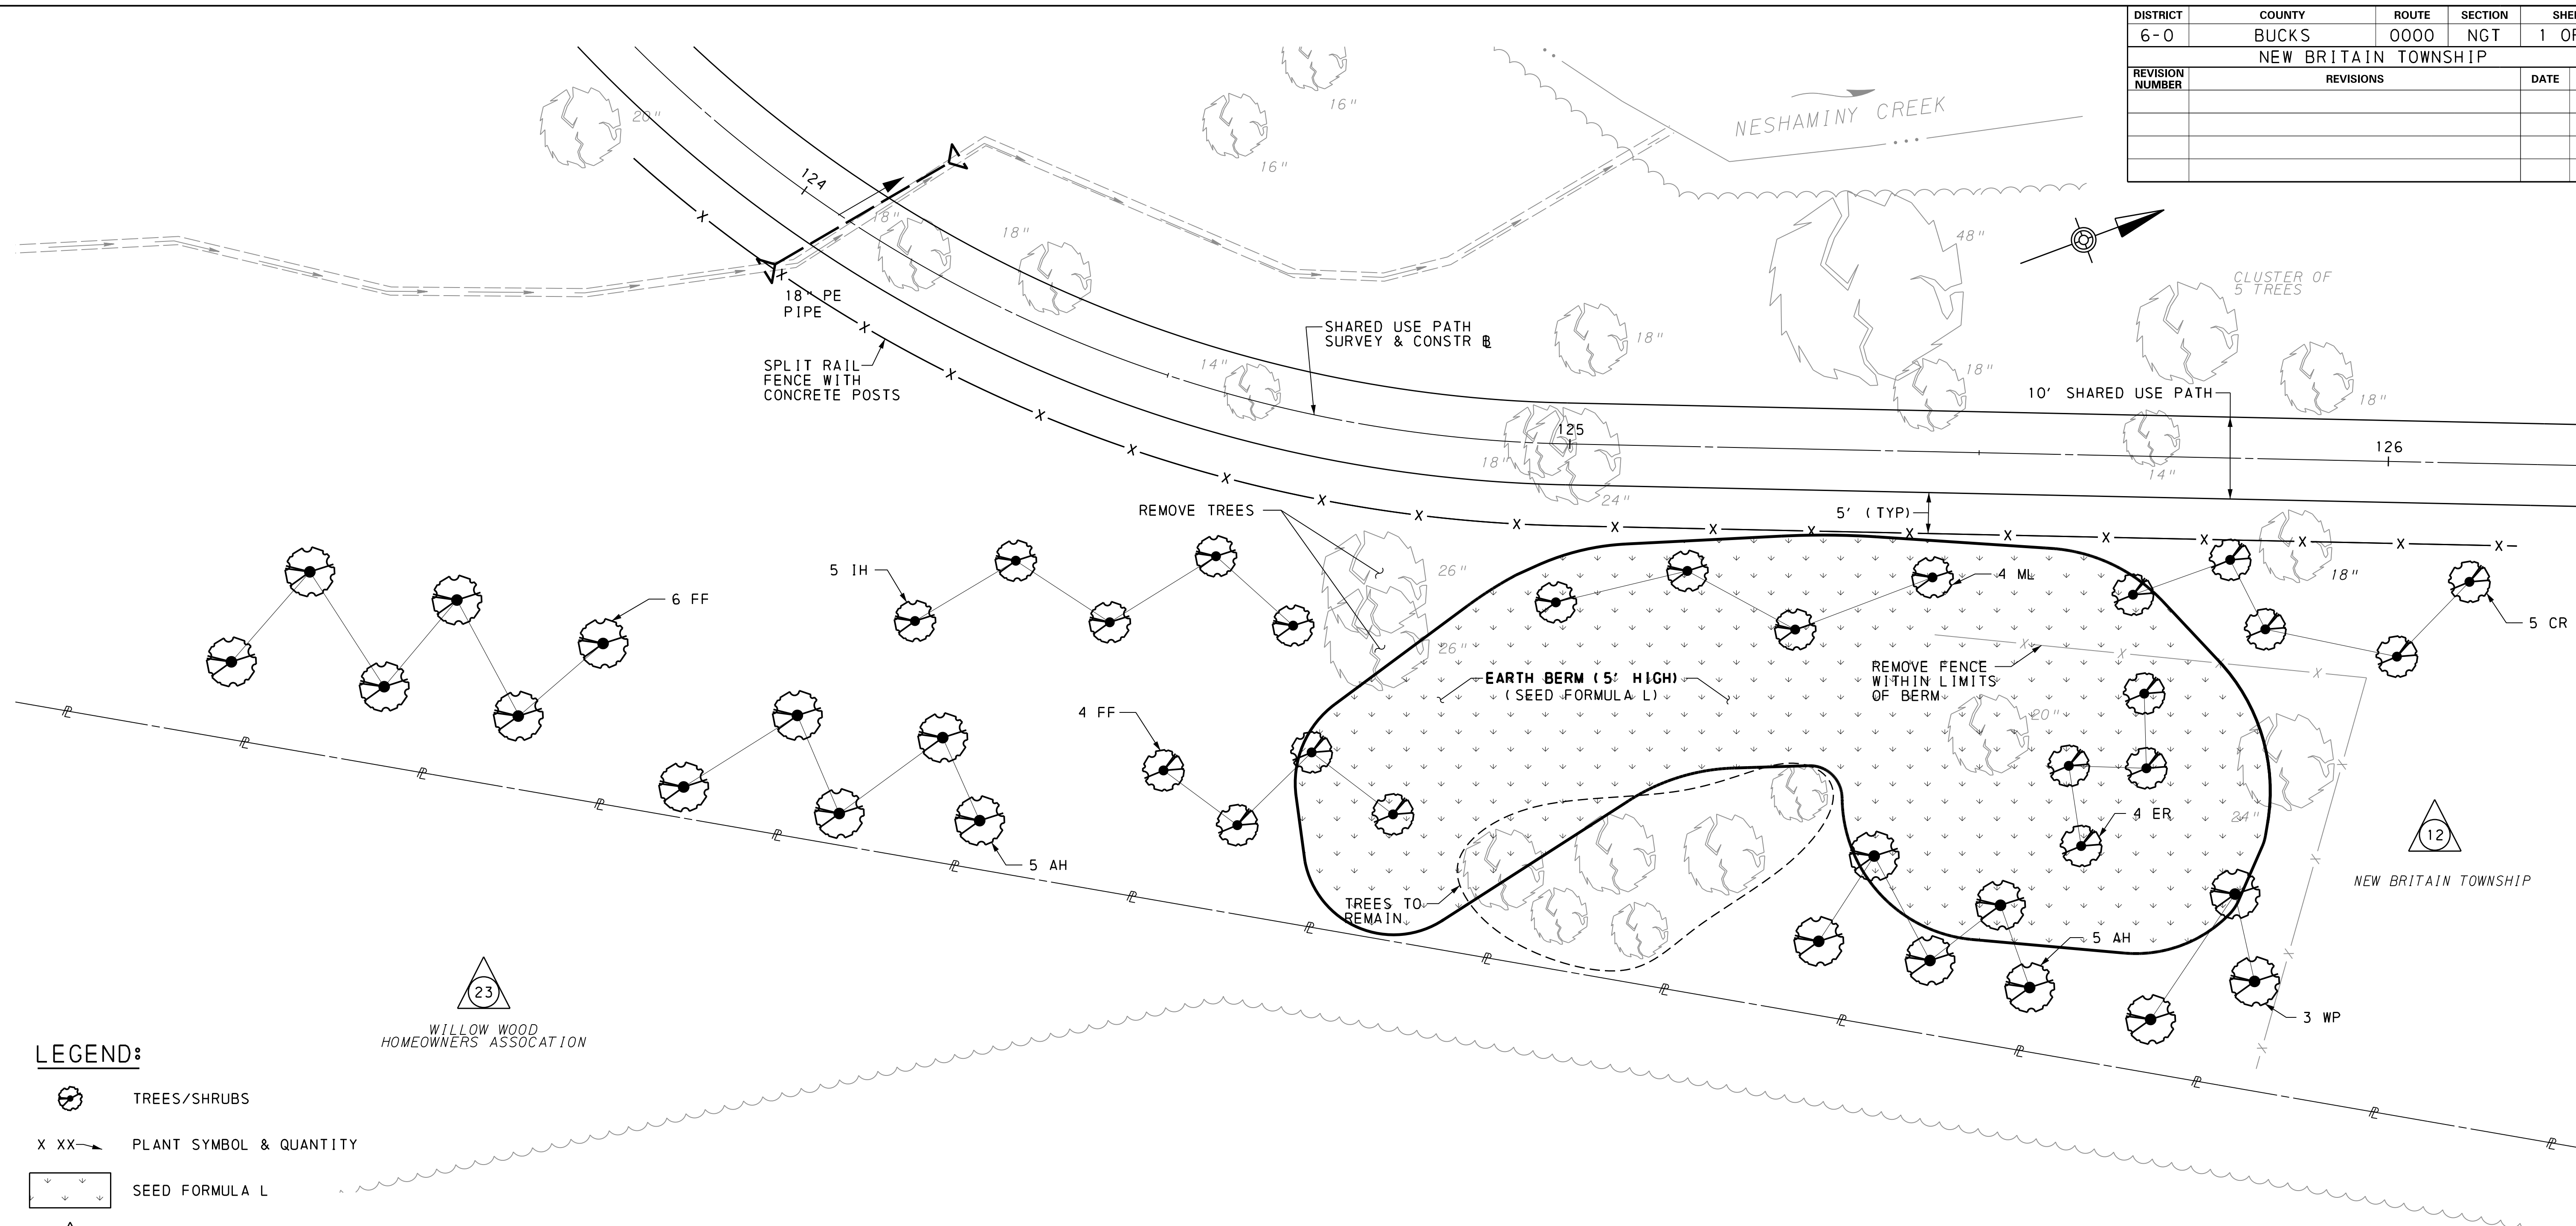 DISTRICT COUNTY ROUTE SECTION
6-0 BUCKS 0000 NGT 1
NEW BRITAIN TOWNSHIP
REVISION NUMBER REVISIONS DATE
20"
16"
16"
NESHAMINY CREEK
124
18"
18"
48"
CLUSTER OF
5 TREES
18" PE
PIPE
SHARED USE PATH
SURVEY & CONSTR BL
18"
SPLIT RAIL
FENCE WITH
CONCRETE POSTS
14"
18"
10' SHARED USE PATH
18"
125
126
18"
24"
14"
REMOVE TREES
5' (TYP)
5 IH
26"
4 ML
18"
6 FF
5 CR
26"
EARTH BERM (5' HIGH)
(SEED FORMULA L)
REMOVE FENCE
WITHIN LIMITS
OF BERM
4 FF
20"
4 ER
24"
12
5 AH
NEW BRITAIN TOWNSHIP
TREES TO
REMAIN
5 AH
23
3 WP
WILLOW WOOD
HOMEOWNERS ASSOCATION
LEGEND:
TREES/SHRUBS
X XX PLANT SYMBOL & QUANTITY
SEED FORMULA L